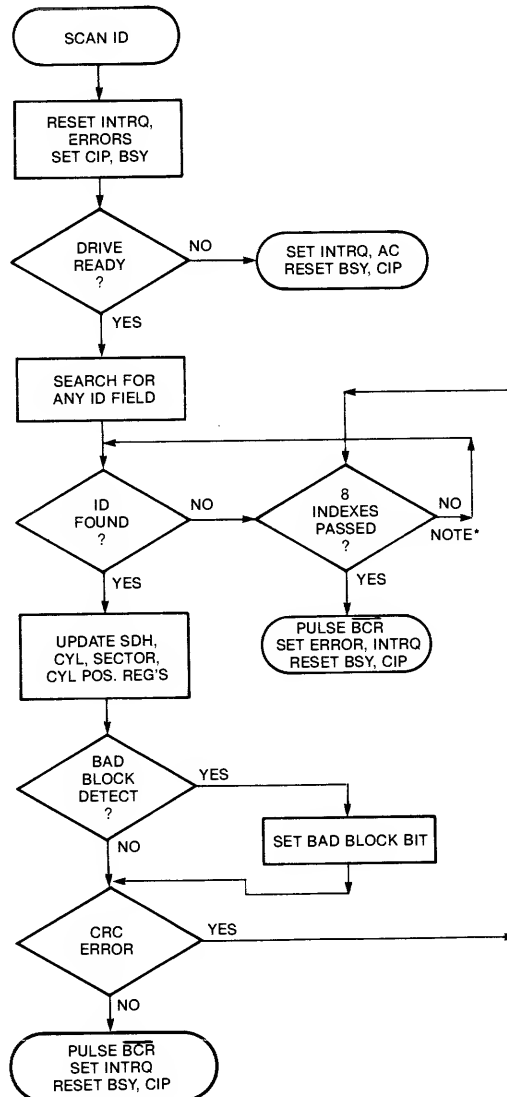 SCAN ID
RESET INTRQ,
ERRORS
SET CIP, BSY
DRIVE
READY
?
NO
SET INTRQ, AC
RESET BSY, CIP
YES
SEARCH FOR
ANY ID FIELD
ID
FOUND
?
NO
8
INDEXES
PASSED
?
NO
NOTE*
YES
YES
PULSE B̅C̅R̅
SET ERROR, INTRQ
RESET BSY, CIP
UPDATE SDH,
CYL, SECTOR,
CYL POS. REG'S
BAD
BLOCK
DETECT
?
YES
SET BAD BLOCK BIT
NO
CRC
ERROR
YES
NO
PULSE B̅C̅R̅
SET INTRQ
RESET BSY, CIP